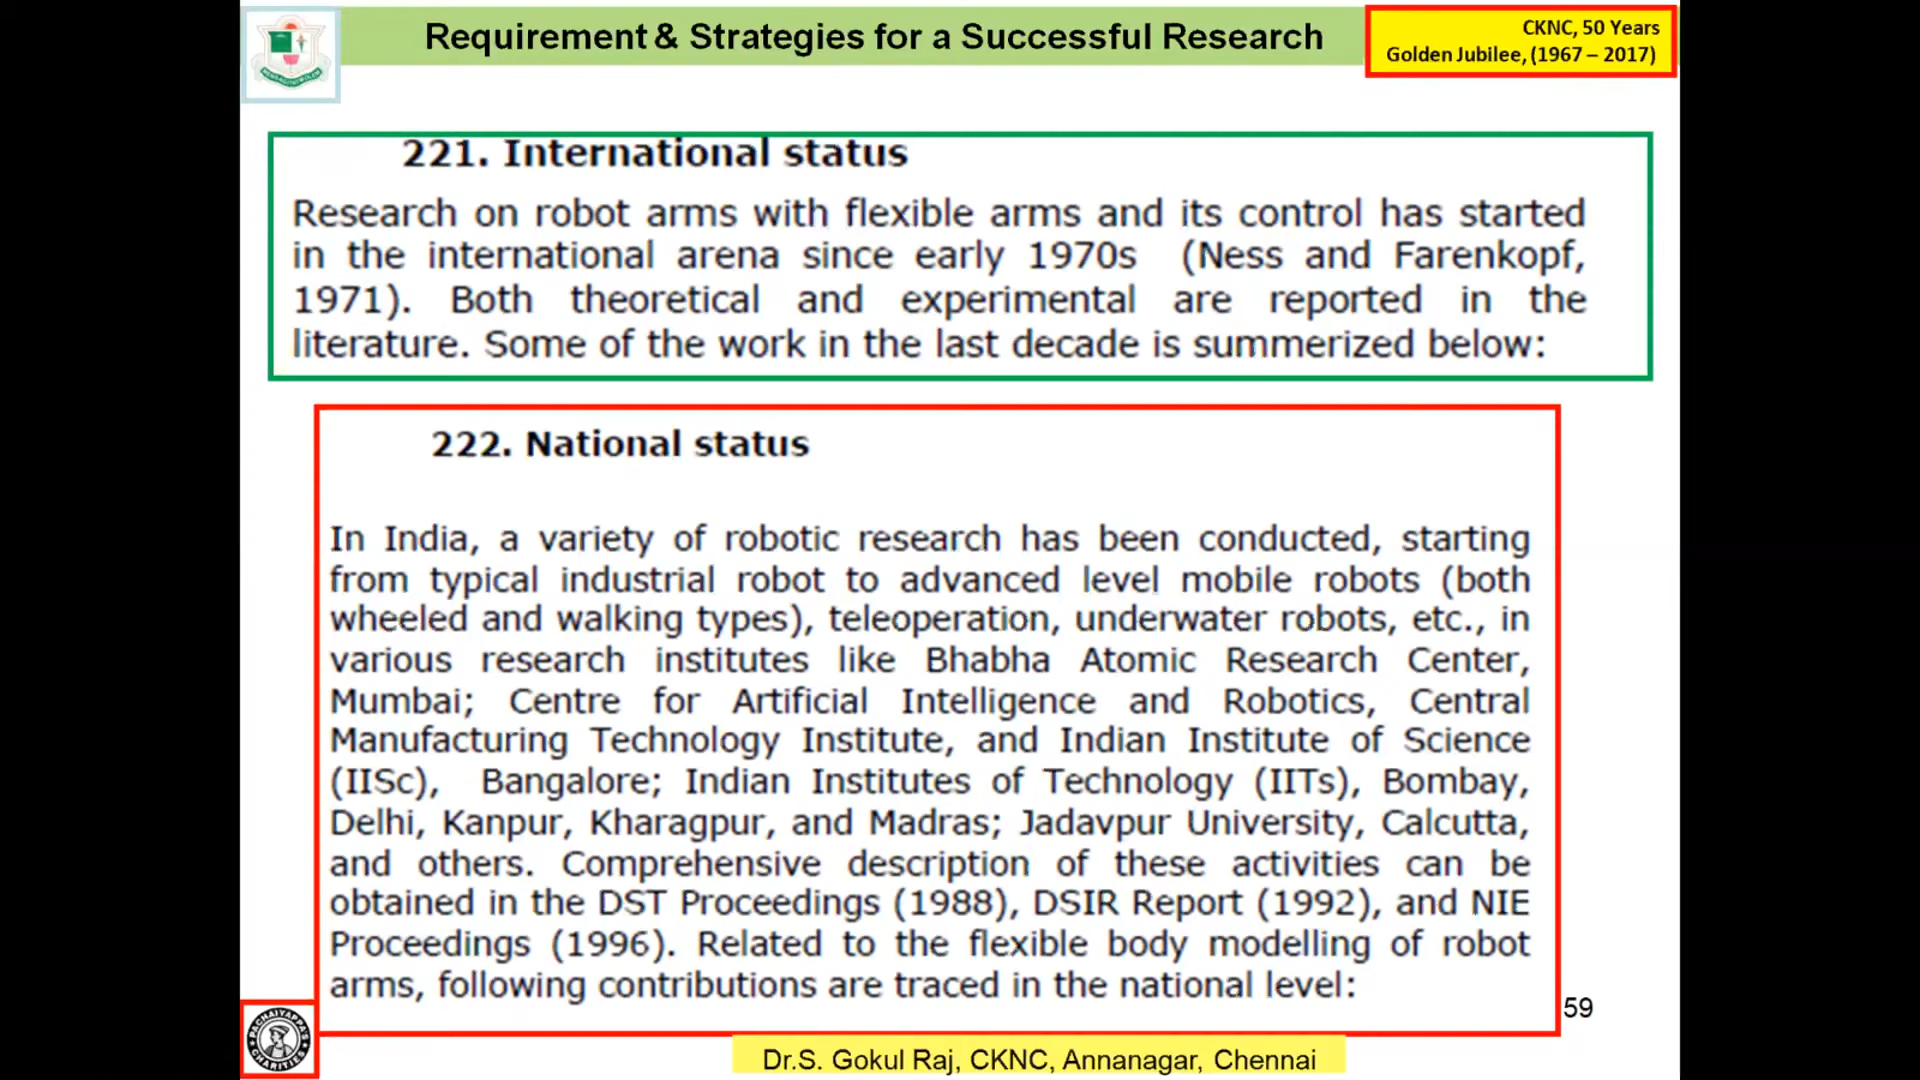 Requirement & Strategies for a Successful Research
CKNC, 50 Years
Golden Jubilee, (1967 – 2017)
221. International status
Research on robot arms with flexible arms and its control has started
in the international arena since early 1970s (Ness and Farenkopf,
1971). Both theoretical and experimental are reported in the
literature. Some of the work in the last decade is summerized below:
222. National status
In India, a variety of robotic research has been conducted, starting
from typical industrial robot to advanced level mobile robots (both
wheeled and walking types), teleoperation, underwater robots, etc., in
various research institutes like Bhabha Atomic Research Center,
Mumbai; Centre for Artificial Intelligence and Robotics, Central
Manufacturing Technology Institute, and Indian Institute of Science
(IISc), Bangalore; Indian Institutes of Technology (IITs), Bombay,
Delhi, Kanpur, Kharagpur, and Madras; Jadavpur University, Calcutta,
and others. Comprehensive description of these activities can be
obtained in the DST Proceedings (1988), DSIR Report (1992), and NIE
Proceedings (1996). Related to the flexible body modelling of robot
arms, following contributions are traced in the national level:
59
PACHAIYAPPA'S
CHARITIES
Dr.S. Gokul Raj, CKNC, Annanagar, Chennai